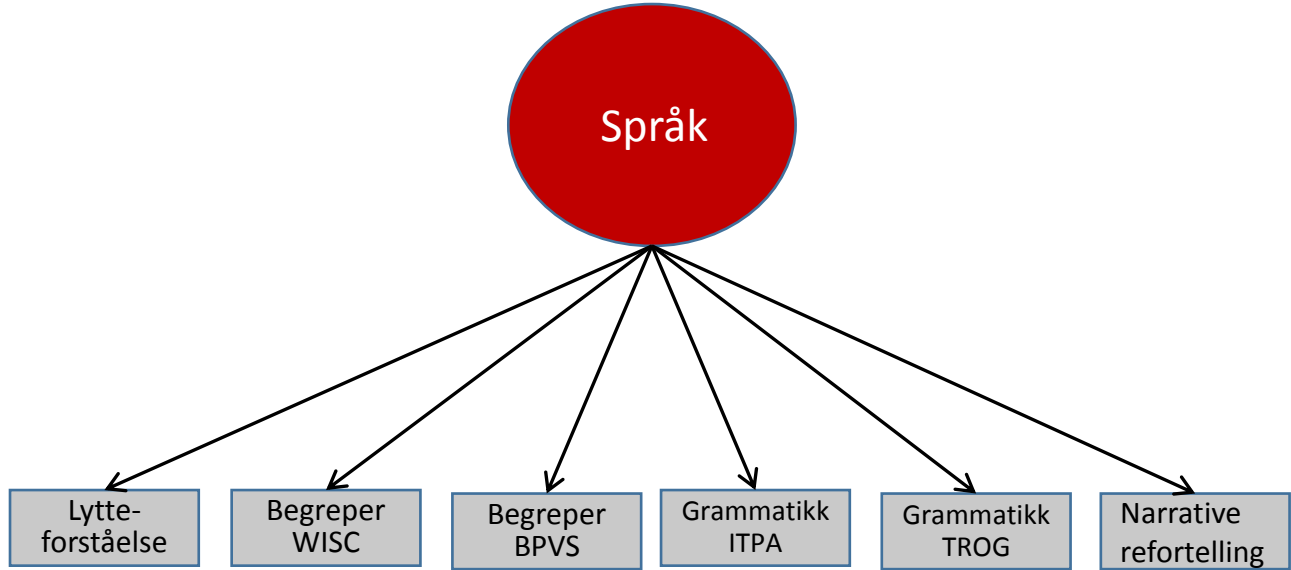 Språk
Lytte-
forståelse
Begreper
WISC
Begreper
BPVS
Grammatikk
ITPA
Grammatikk
TROG
Narrative
refortelling